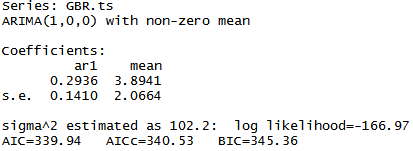 Series: GBR.ts
ARIMA(1,0,0) with non-zero mean
Coefficients:
ar1 mean
0.2936 3.8941
s.e. 0.1410 2.0664
sigma^2 estimated as 102.2: log likelihood=-166.97
AIC=339.94 AICc=340.53 BIC=345.36